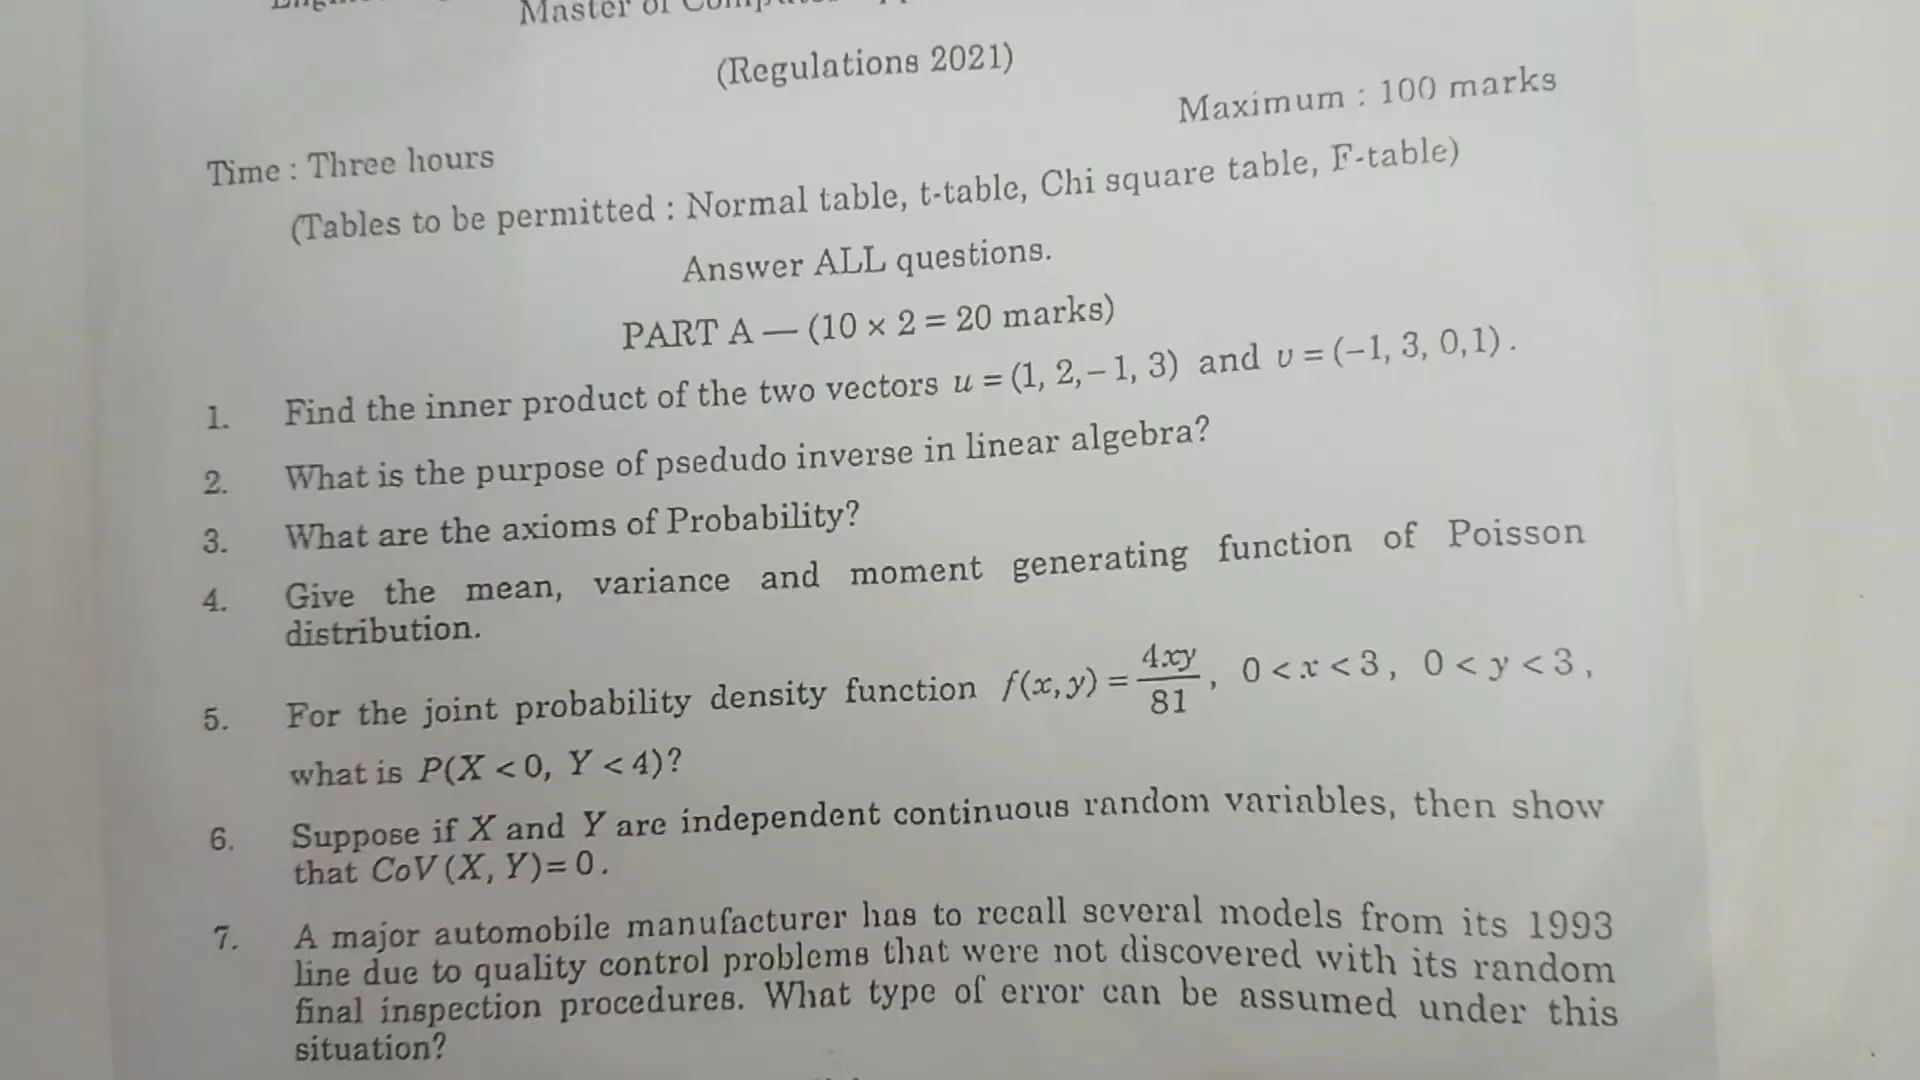 Master of
(Regulations 2021)
Maximum : 100 marks
Time : Three hours
(Tables to be permitted : Normal table, t-table, Chi square table, F-table)
Answer ALL questions.
PART A — (10 × 2 = 20 marks)
1. Find the inner product of the two vectors u = (1, 2, – 1, 3) and v = (–1, 3, 0,1) .
2. What is the purpose of psedudo inverse in linear algebra?
3. What are the axioms of Probability?
4. Give the mean, variance and moment generating function of Poisson
distribution.
5. For the joint probability density function f(x, y) = 4xy/81 , 0 < x < 3, 0 < y < 3 ,
what is P(X < 0, Y < 4)?
6. Suppose if X and Y are independent continuous random variables, then show
that CoV (X, Y)= 0 .
7. A major automobile manufacturer has to recall several models from its 1993
line due to quality control problems that were not discovered with its random
final inspection procedures. What type of error can be assumed under this
situation?